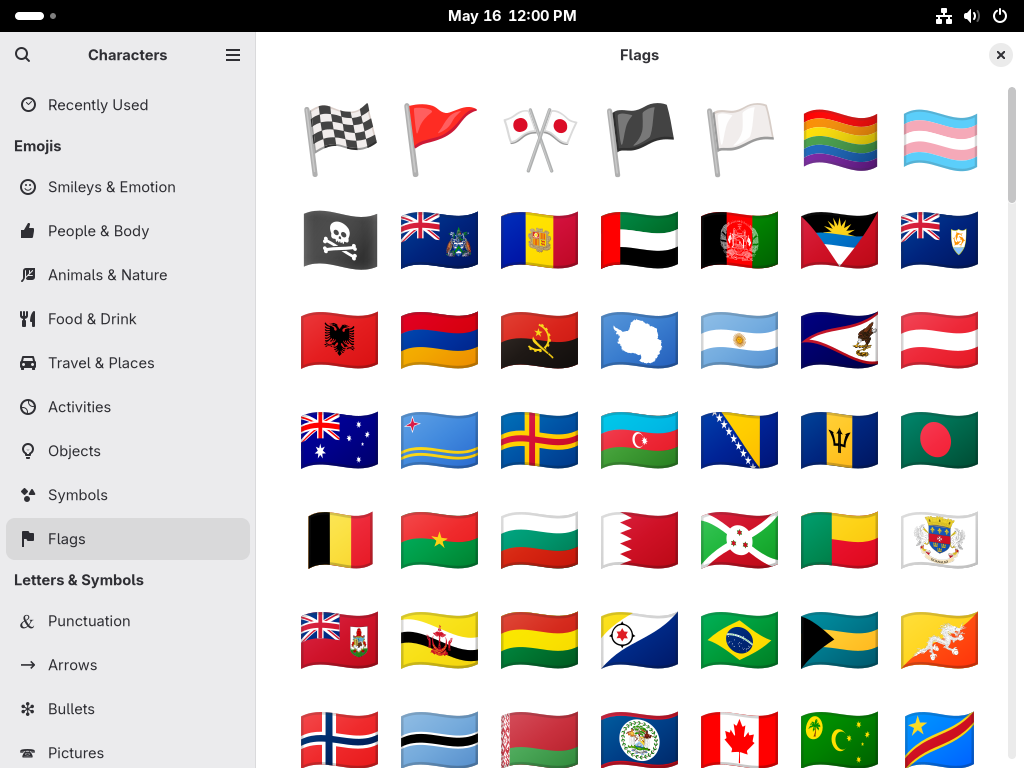 May 16 12:00 PM
Characters
Flags
Recently Used
Emojis
Smileys & Emotion
People & Body
Animals & Nature
Food & Drink
Travel & Places
Activities
Objects
Symbols
Flags
Letters & Symbols
& Punctuation
→ Arrows
Bullets
Pictures